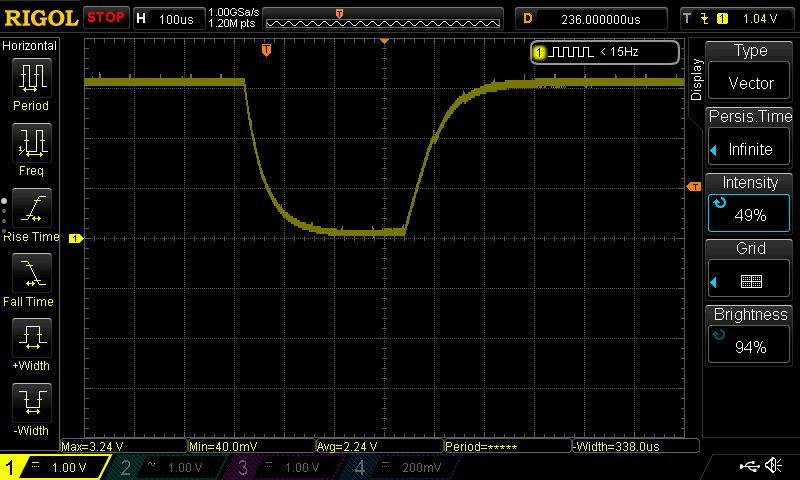 RIGOL STOP H 100us 1.00GSa/s 1.20M pts T D 236.000000us T 1 1.04 V
Horizontal
Period
Freq
Rise Time
Fall Time
+Width
-Width
T
1 < 15Hz
1
T
Display
Type
Vector
Persis.Time
Infinite
Intensity
49%
Grid
Brightness
94%
Max=3.24 V Min=40.0mV Avg=2.24 V Period=***** -Width=338.0us
1 = 1.00 V 2 ~ 1.00 V 3 = 1.00 V 4 = 200mV